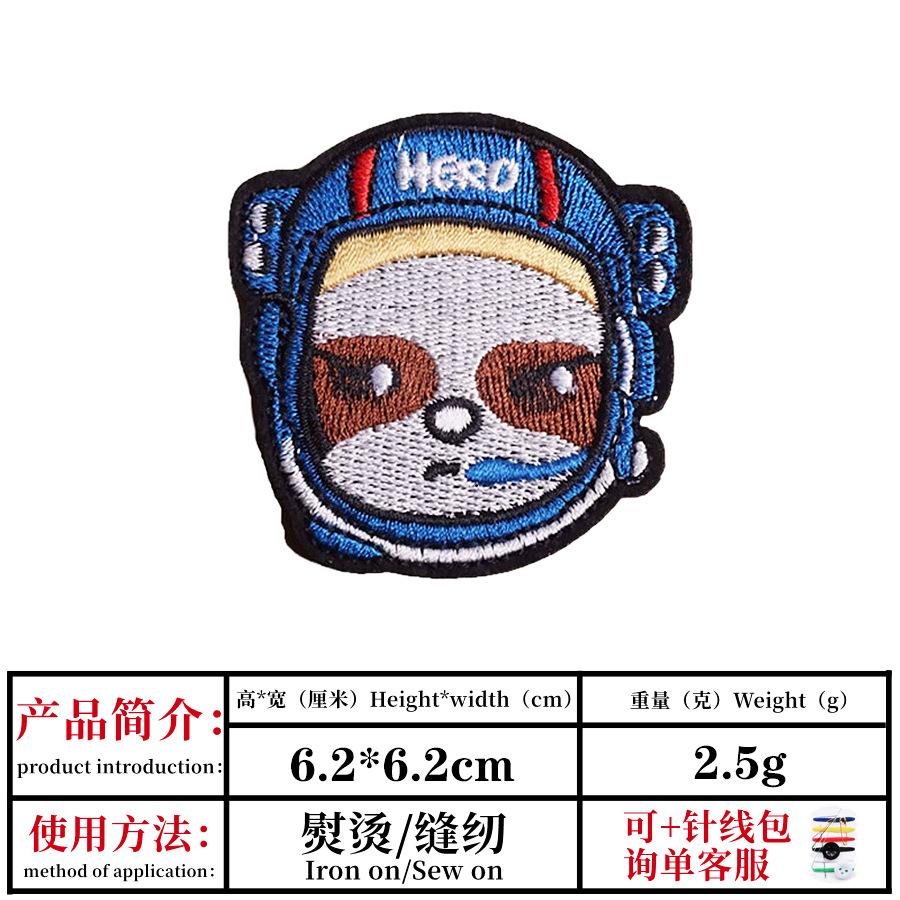 HERO
产品简介：
product introduction：
高*宽（厘米）Height*width（cm）
6.2*6.2cm
重量（克）Weight（g）
2.5g
使用方法：
method of application：
熨烫/缝纫
Iron on/Sew on
可+针线包
询单客服